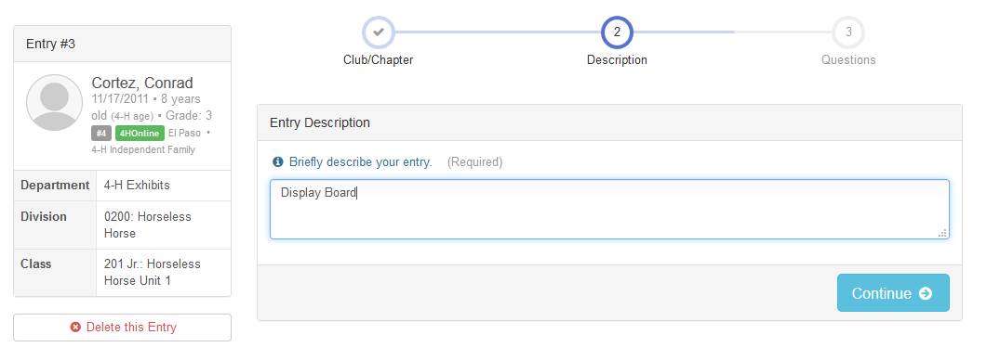 Entry #3
Cortez, Conrad
11/17/2011 • 8 years
old (4-H age) • Grade: 3
#4 4HOnline El Paso •
4-H Independent Family
Department 4-H Exhibits
Division 0200: Horseless
Horse
Class 201 Jr.: Horseless
Horse Unit 1
Delete this Entry
2 3
Club/Chapter Description Questions
Entry Description
Briefly describe your entry. (Required)
Display Board
Continue